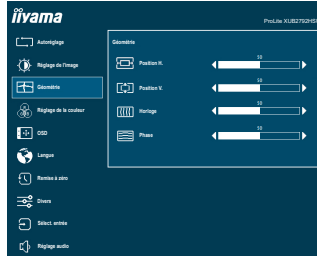 iiyama
ProLite XUB2792HS
Autoréglage
Réglage de l'image
Géométrie
Réglage de la couleur
OSD
Langue
Remise à zéro
Divers
Sélect. entrée
Réglage audio
Géométrie
Position H.
50
Position V.
50
Horloge
50
Phase
50